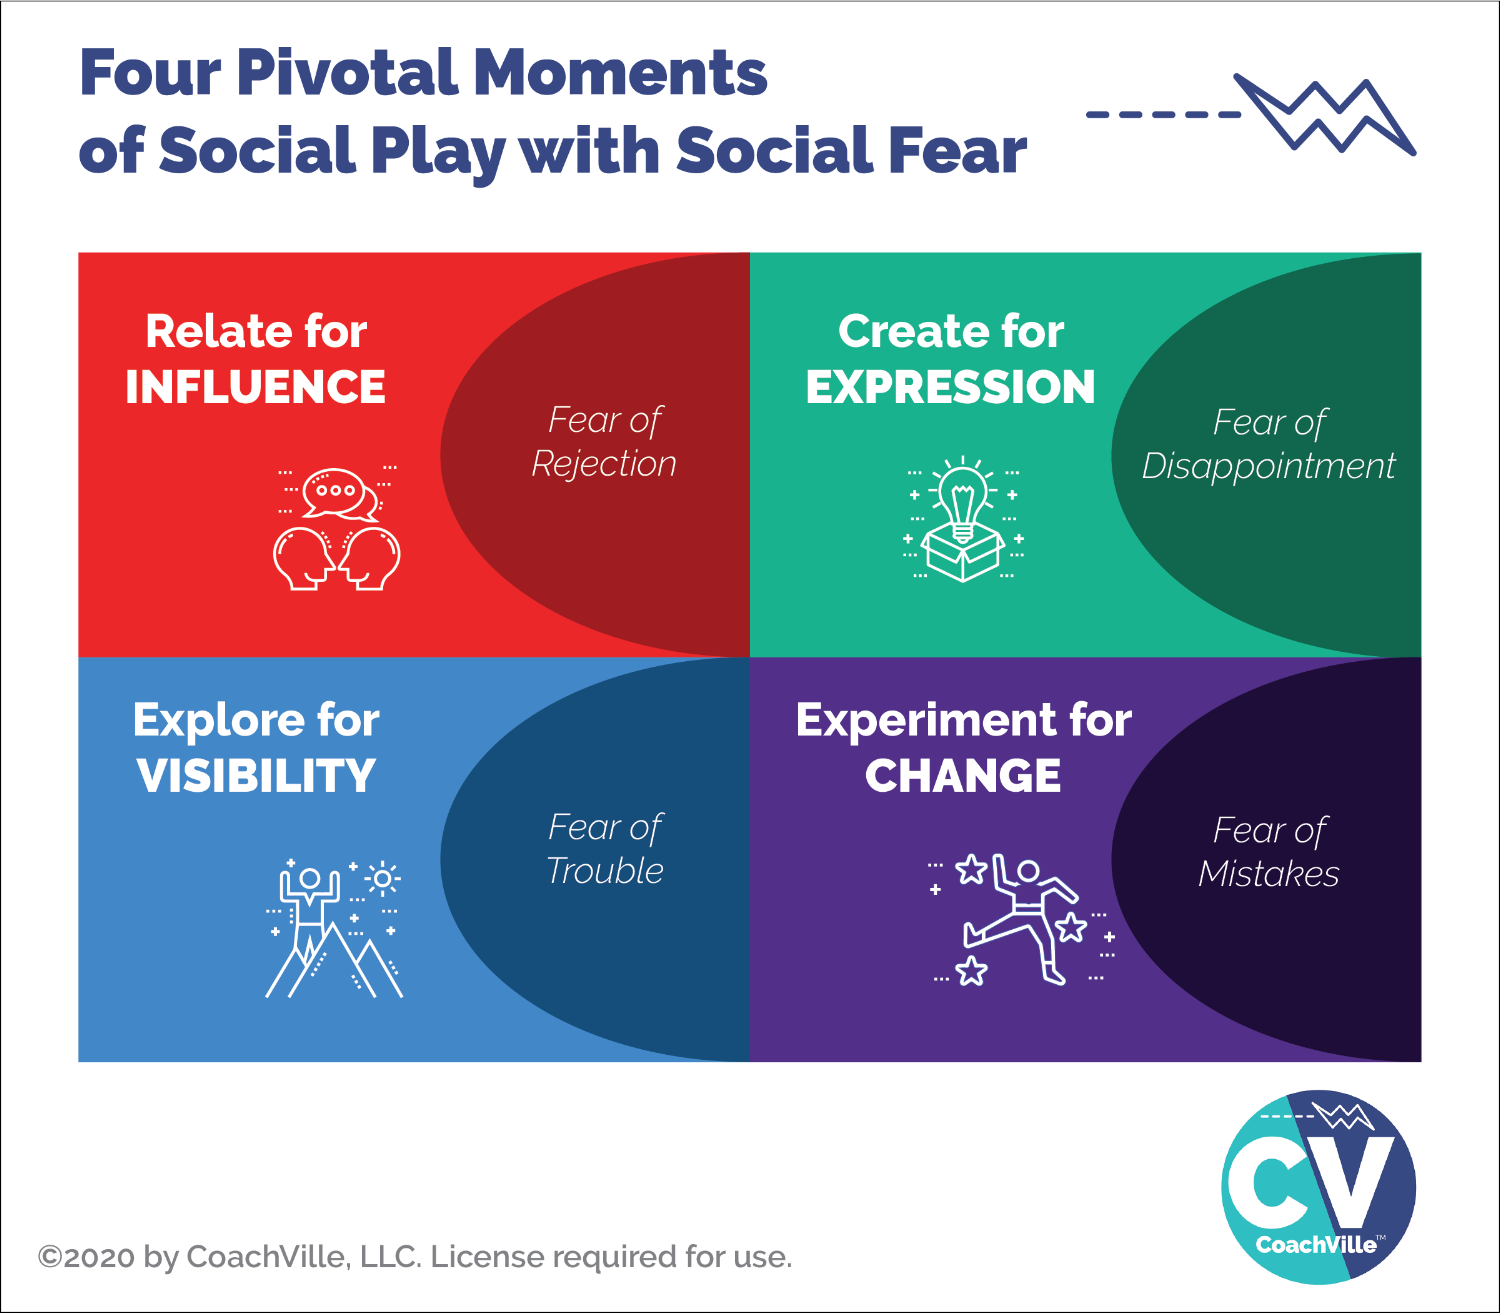 Four Pivotal Moments
of Social Play with Social Fear
Relate for
INFLUENCE
Fear of
Rejection
Create for
EXPRESSION
Fear of
Disappointment
Explore for
VISIBILITY
Fear of
Trouble
Experiment for
CHANGE
Fear of
Mistakes
CV
CoachVille™
©2020 by CoachVille, LLC. License required for use.